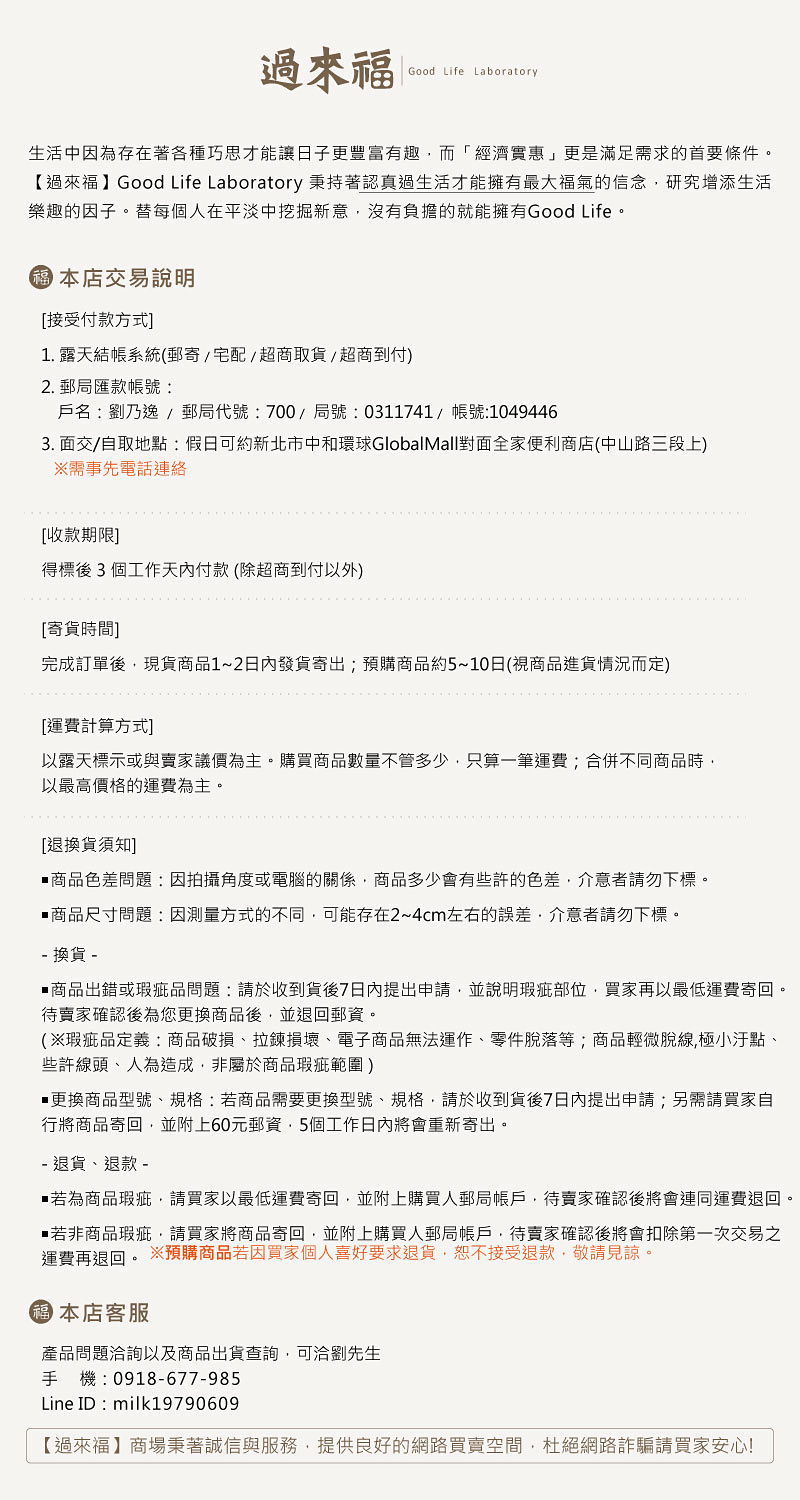 過來福 Good Life Laboratory
生活中因為存在著各種巧思才能讓日子更豐富有趣，而「經濟實惠」更是滿足需求的首要條件。
【過來福】Good Life Laboratory 秉持著認真過生活才能擁有最大福氣的信念，研究增添生活
樂趣的因子。替每個人在平淡中挖掘新意，沒有負擔的就能擁有Good Life。
福 本店交易說明
[接受付款方式]
1. 露天結帳系統(郵寄 / 宅配 / 超商取貨 / 超商到付)
2. 郵局匯款帳號：
戶名：劉乃逸 / 郵局代號：700 / 局號：0311741 / 帳號:1049446
3. 面交/自取地點：假日可約新北市中和環球GlobalMall對面全家便利商店(中山路三段上)
※需事先電話連絡
[收款期限]
得標後 3 個工作天內付款 (除超商到付以外)
[寄貨時間]
完成訂單後，現貨商品1~2日內發貨寄出；預購商品約5~10日(視商品進貨情況而定)
[運費計算方式]
以露天標示或與賣家議價為主。購買商品數量不管多少，只算一筆運費；合併不同商品時，
以最高價格的運費為主。
[退換貨須知]
▪商品色差問題：因拍攝角度或電腦的關係，商品多少會有些許的色差，介意者請勿下標。
▪商品尺寸問題：因測量方式的不同，可能存在2~4cm左右的誤差，介意者請勿下標。
- 換貨 -
▪商品出錯或瑕疵品問題：請於收到貨後7日內提出申請，並說明瑕疵部位，買家再以最低運費寄回。
待賣家確認後為您更換商品後，並退回郵資。
(※瑕疵品定義：商品破損、拉鍊損壞、電子商品無法運作、零件脫落等；商品輕微脫線,極小汙點、
些許線頭、人為造成，非屬於商品瑕疵範圍)
▪更換商品型號、規格：若商品需要更換型號、規格，請於收到貨後7日內提出申請；另需請買家自
行將商品寄回，並附上60元郵資，5個工作日內將會重新寄出。
- 退貨、退款 -
▪若為商品瑕疵，請買家以最低運費寄回，並附上購買人郵局帳戶，待賣家確認後將會連同運費退回。
▪若非商品瑕疵，請買家將商品寄回，並附上購買人郵局帳戶，待賣家確認後將會扣除第一次交易之
運費再退回。 ※預購商品若因買家個人喜好要求退貨，恕不接受退款，敬請見諒。
福 本店客服
產品問題洽詢以及商品出貨查詢，可洽劉先生
手 機：0918-677-985
Line ID：milk19790609
【過來福】商場秉著誠信與服務，提供良好的網路買賣空間，杜絕網路詐騙請買家安心!